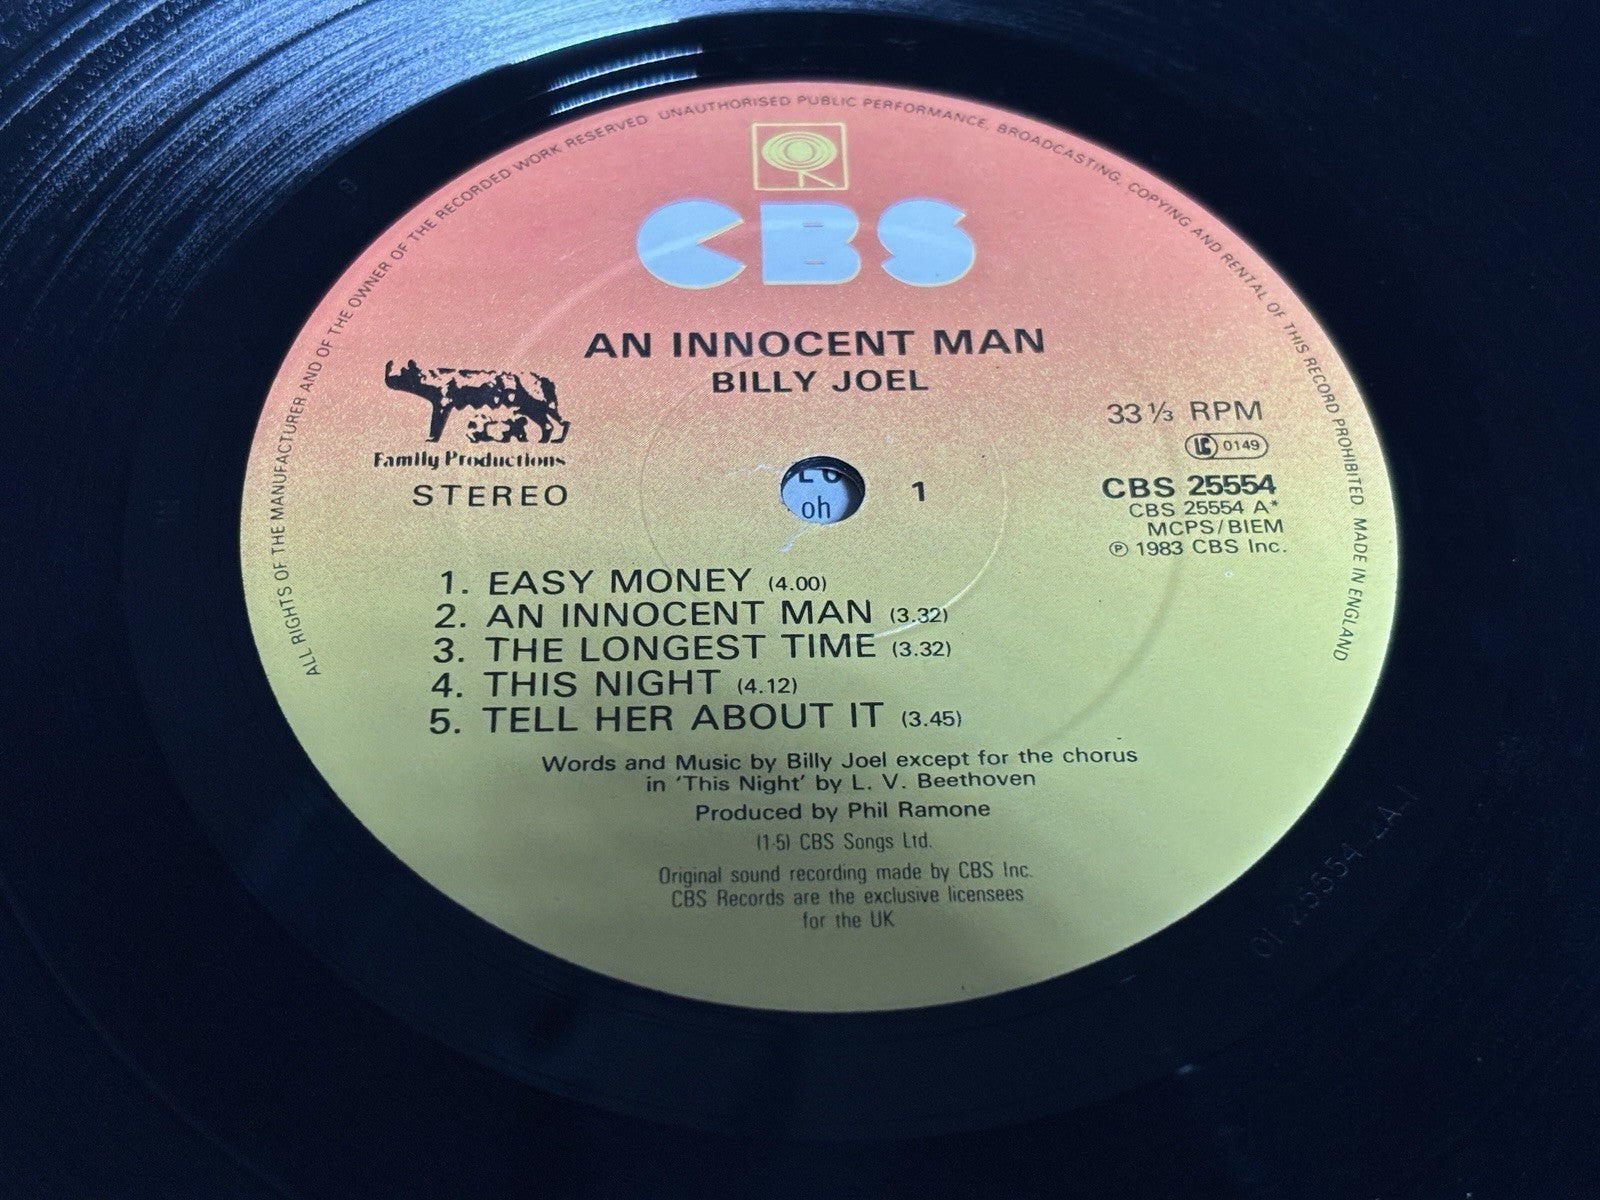 ALL RIGHTS OF THE MANUFACTURER AND OF THE OWNER OF THE RECORDED WORK RESERVED UNAUTHORISED PUBLIC PERFORMANCE, BROADCASTING, COPYING AND RENTAL OF THIS RECORD PROHIBITED. MADE IN ENGLAND
CBS
AN INNOCENT MAN
BILLY JOEL
Family Productions
STEREO
oh
1
33 1/3 RPM
LC 0149
CBS 25554
CBS 25554 A*
MCPS/BIEM
℗ 1983 CBS Inc.
1. EASY MONEY (4.00)
2. AN INNOCENT MAN (3.32)
3. THE LONGEST TIME (3.32)
4. THIS NIGHT (4.12)
5. TELL HER ABOUT IT (3.45)
Words and Music by Billy Joel except for the chorus
in 'This Night' by L. V. Beethoven
Produced by Phil Ramone
(1-5) CBS Songs Ltd.
Original sound recording made by CBS Inc.
CBS Records are the exclusive licensees
for the UK